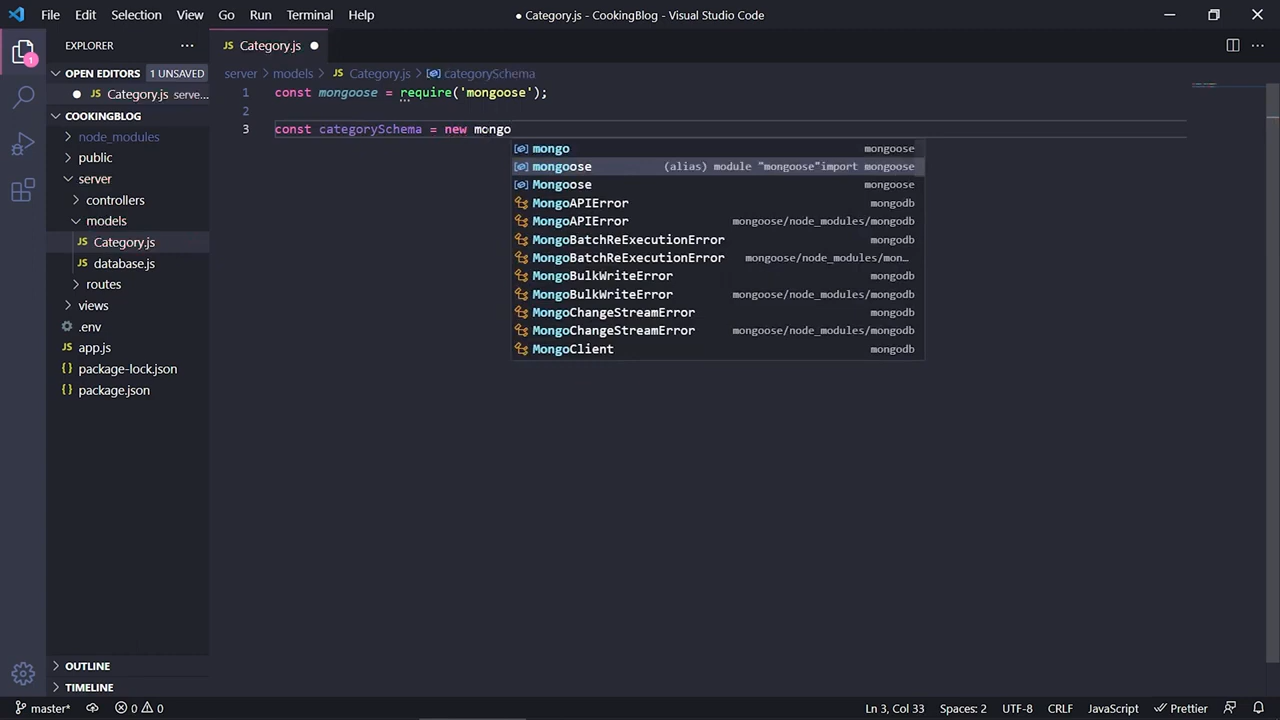 File Edit Selection View Go Run Terminal Help ● Category.js - CookingBlog - Visual Studio Code
EXPLORER ···
JS Category.js ●
OPEN EDITORS 1 UNSAVED
● JS Category.js serve...
server > models > JS Category.js > categorySchema
COOKINGBLOG
node_modules
public
server
controllers
models
JS Category.js
JS database.js
routes
views
.env
JS app.js
{} package-lock.json
{} package.json
OUTLINE
TIMELINE
1 const mongoose = require('mongoose');
2
3 const categorySchema = new mongo
mongo mongoose
mongoose (alias) module "mongoose"import mongoose
Mongoose mongoose
MongoAPIError mongodb
MongoAPIError mongoose/node_modules/mongodb
MongoBatchReExecutionError mongodb
MongoBatchReExecutionError mongoose/node_modules/mon…
MongoBulkWriteError mongodb
MongoBulkWriteError mongoose/node_modules/mongodb
MongoChangeStreamError mongodb
MongoChangeStreamError mongoose/node_modules/mongodb
MongoClient mongodb
1
master* 0 0 Ln 3, Col 33 Spaces: 2 UTF-8 CRLF JavaScript Prettier